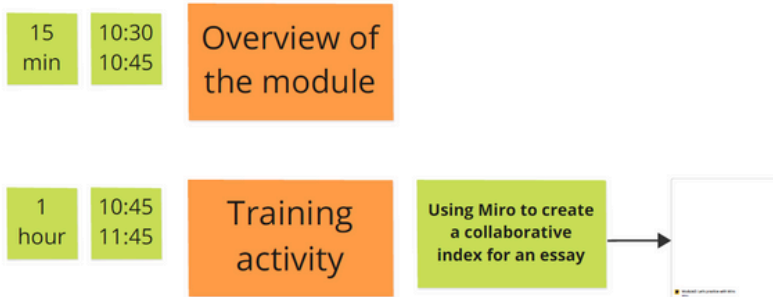 15
min
10:30
10:45
Overview of
the module
1
hour
10:45
11:45
Training
activity
Using Miro to create
a collaborative
index for an essay